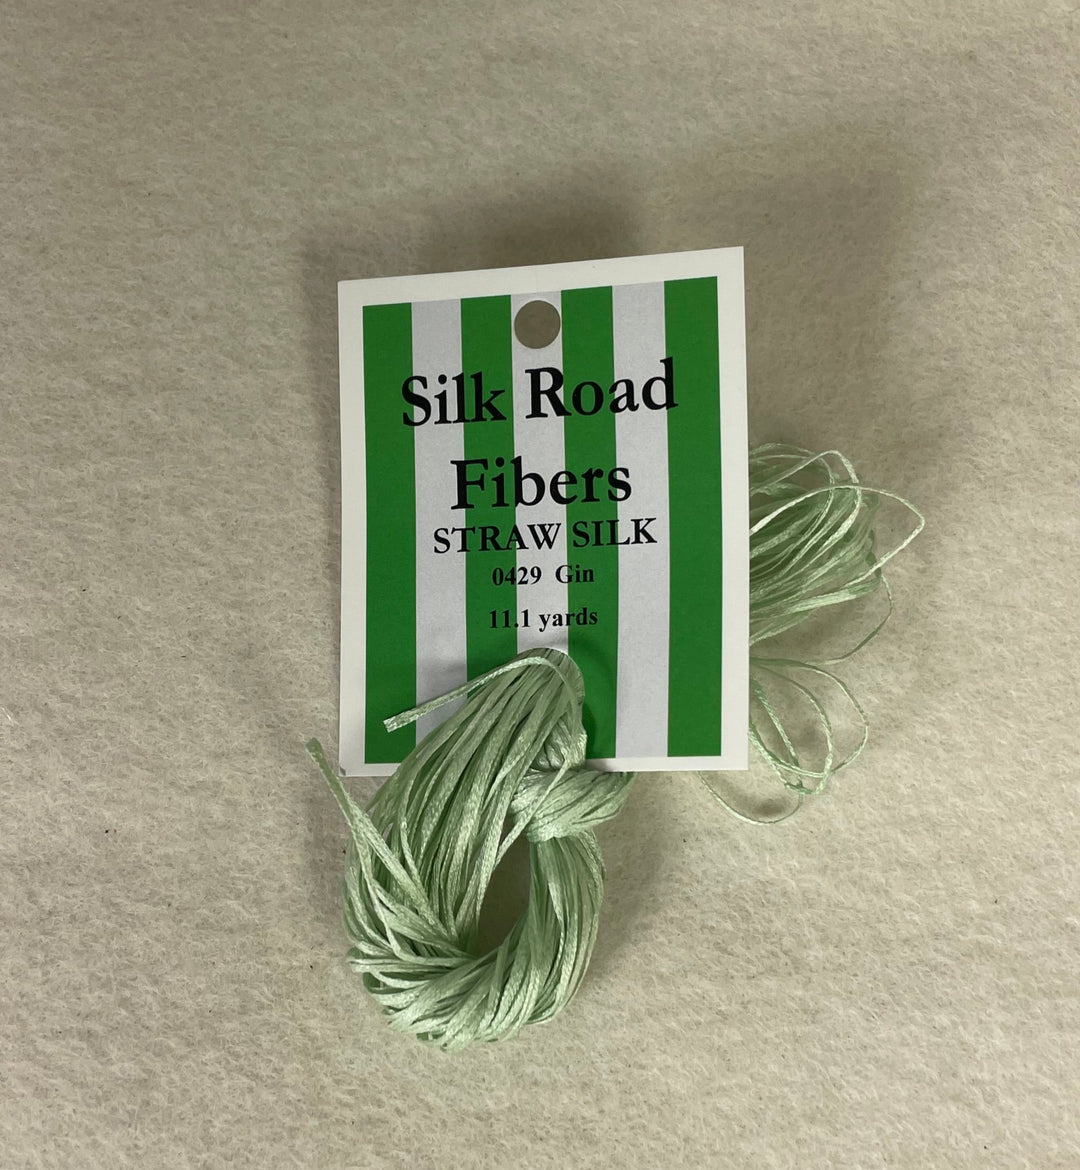 Silk Road
Fibers
STRAW SILK
0429 Gin
11.1 yards